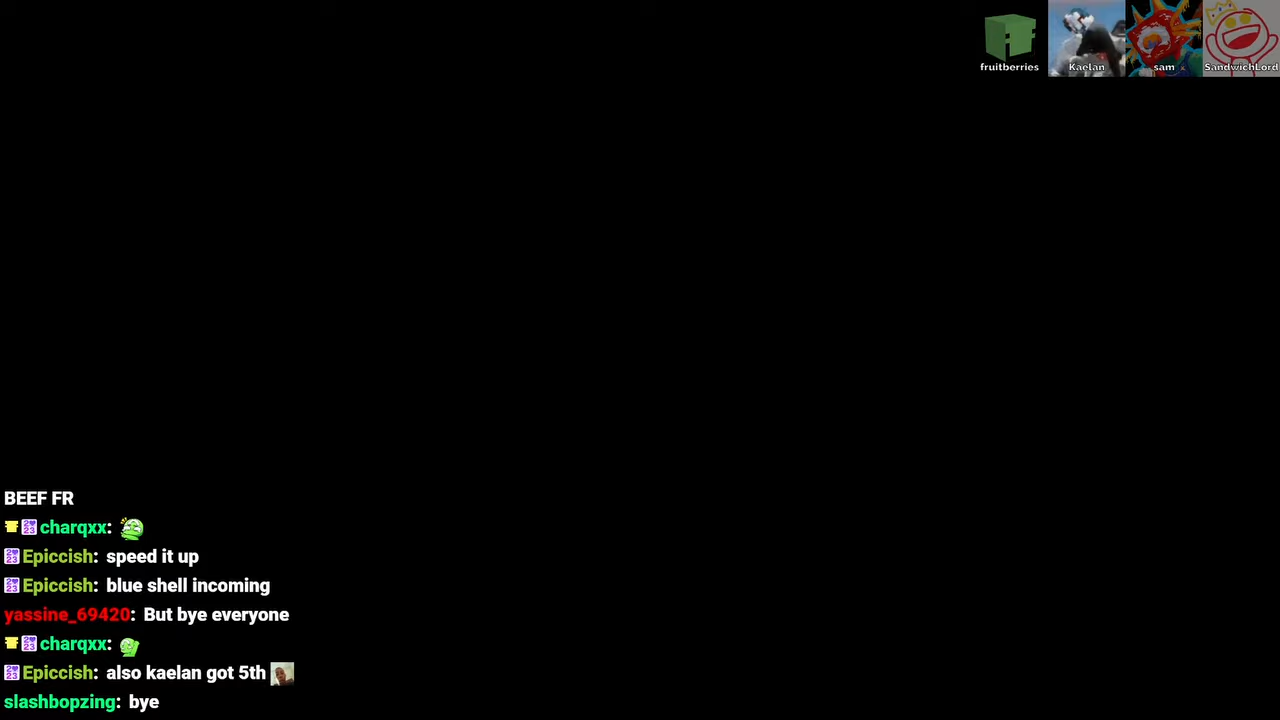 fruitberries
Kaelan
sam
SandwichLord
BEEF FR
charqxx:
Epiccish: speed it up
Epiccish: blue shell incoming
yassine_69420: But bye everyone
charqxx:
Epiccish: also kaelan got 5th
slashbopzing: bye